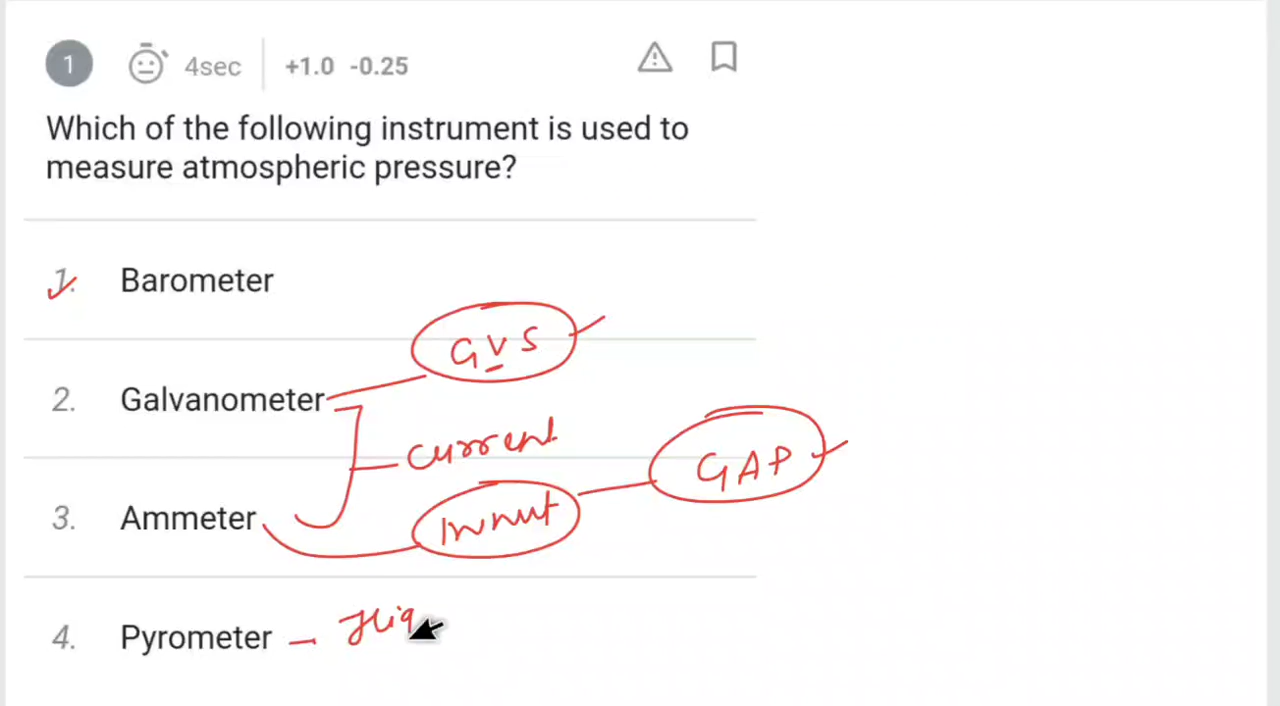 1 4sec +1.0 -0.25
Which of the following instrument is used to
measure atmospheric pressure?
1. Barometer
GVS
2. Galvanometer
Current
GAP
3. Ammeter
4. Pyrometer - Hig